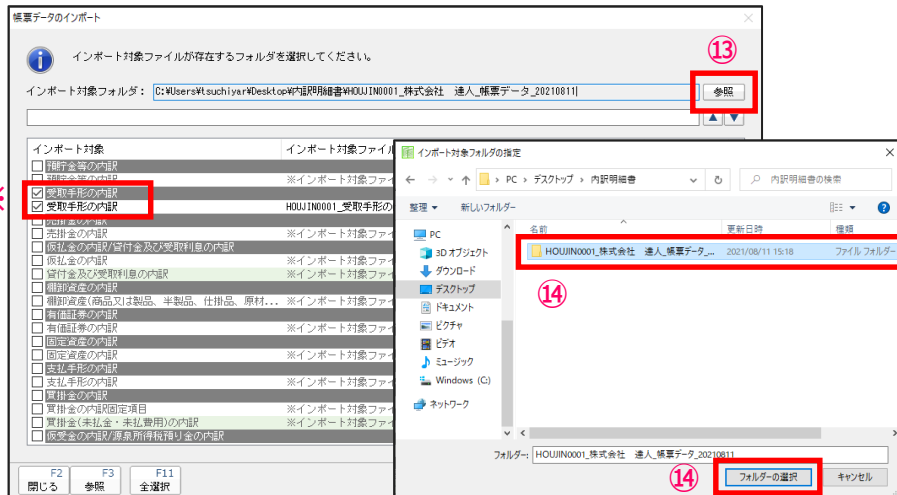 帳票データのインポート
インポート対象ファイルが存在するフォルダを選択してください。
⑬
インポート対象フォルダ： C:¥Users¥tsuchiyar¥Desktop¥内訳明細書¥HOUJIN0001_株式会社　達人_帳票データ_20210811
参照
▲ ▼
インポート対象 インポート対象ファイル
預貯金等の内訳
預貯金等の内訳 ※インポート対象ファイ
※
受取手形の内訳
受取手形の内訳 HOUJIN0001_受取手形の
売掛金の内訳
売掛金の内訳 ※インポート対象ファイ
仮払金の内訳/貸付金及び受取利息の内訳
仮払金の内訳 ※インポート対象ファイ
貸付金及び受取利息の内訳 ※インポート対象ファイ
棚卸資産の内訳
棚卸資産(商品又は製品、半製品、仕掛品、原材... ※インポート対象ファイ
有価証券の内訳
有価証券の内訳 ※インポート対象ファイ
固定資産の内訳
固定資産の内訳 ※インポート対象ファイ
支払手形の内訳
支払手形の内訳 ※インポート対象ファイ
買掛金の内訳
買掛金の内訳固定項目 ※インポート対象ファイ
買掛金(未払金・未払費用)の内訳 ※インポート対象ファイ
仮受金の内訳/源泉所得税預り金の内訳
F2 F3 F11
閉じる 参照 全選択
インポート対象フォルダの指定
PC › デスクトップ › 内訳明細書
内訳明細書の検索
整理 新しいフォルダー
名前 更新日時 種類
PC
3D オブジェクト
ダウンロード
デスクトップ
ドキュメント
ピクチャ
ビデオ
ミュージック
Windows (C:)
ネットワーク
HOUJIN0001_株式会社　達人_帳票データ_... 2021/08/11 15:18 ファイル フォルダー
⑭
フォルダー: HOUJIN0001_株式会社　達人_帳票データ_20210811
⑭
フォルダーの選択 キャンセル